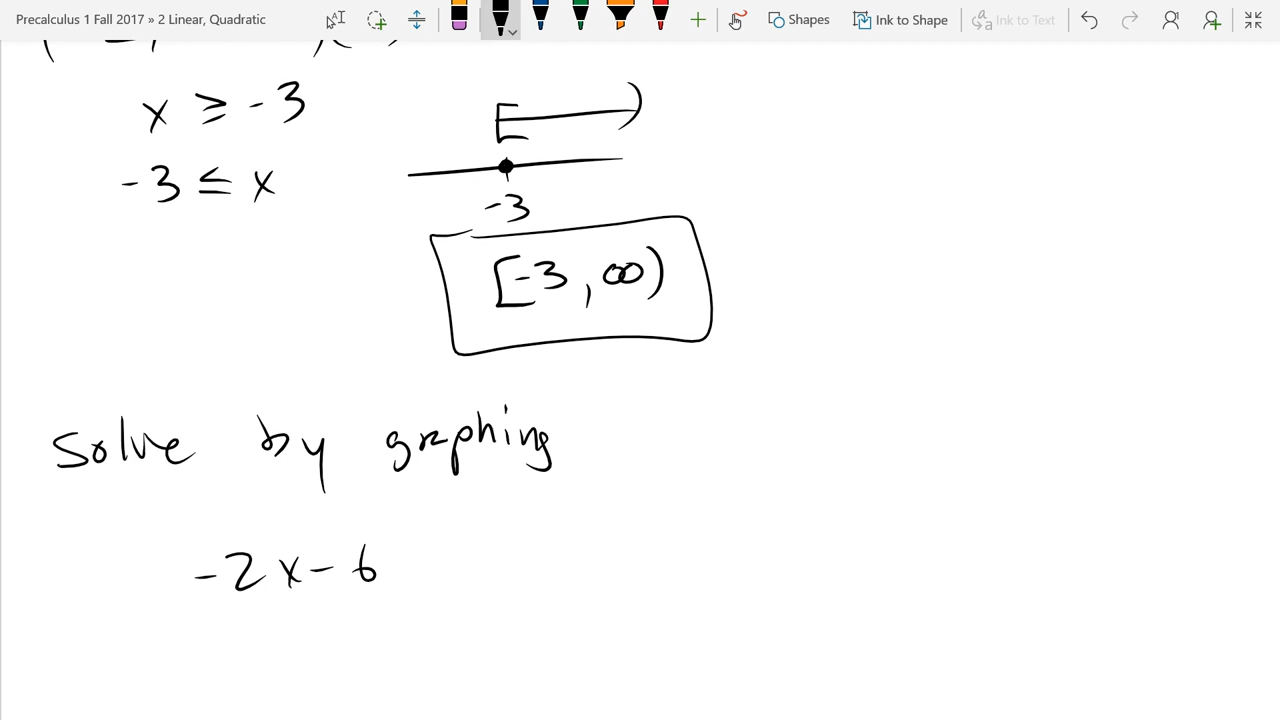 Precalculus 1 Fall 2017 » 2 Linear, Quadratic
Shapes
Ink to Shape
Ink to Text
x ≥ -3
-3 ≤ x
[ )
-3
[-3, ∞)
Solve by graphing
-2x - 6